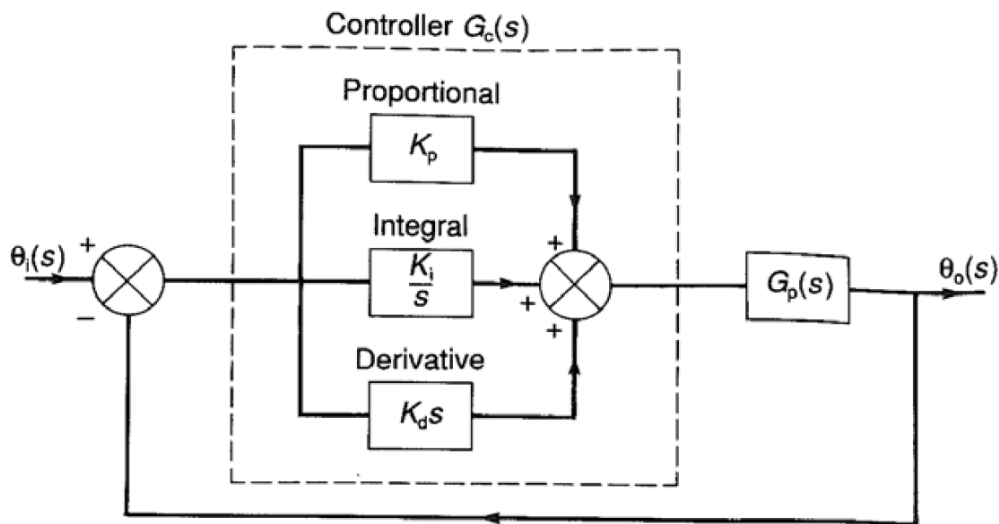 Controller G_c(s)
Proportional
K_p
Integral
θ_i(s)
+
+
K_i
s
+
+
G_p(s)
θ_o(s)
−
Derivative
K_d s